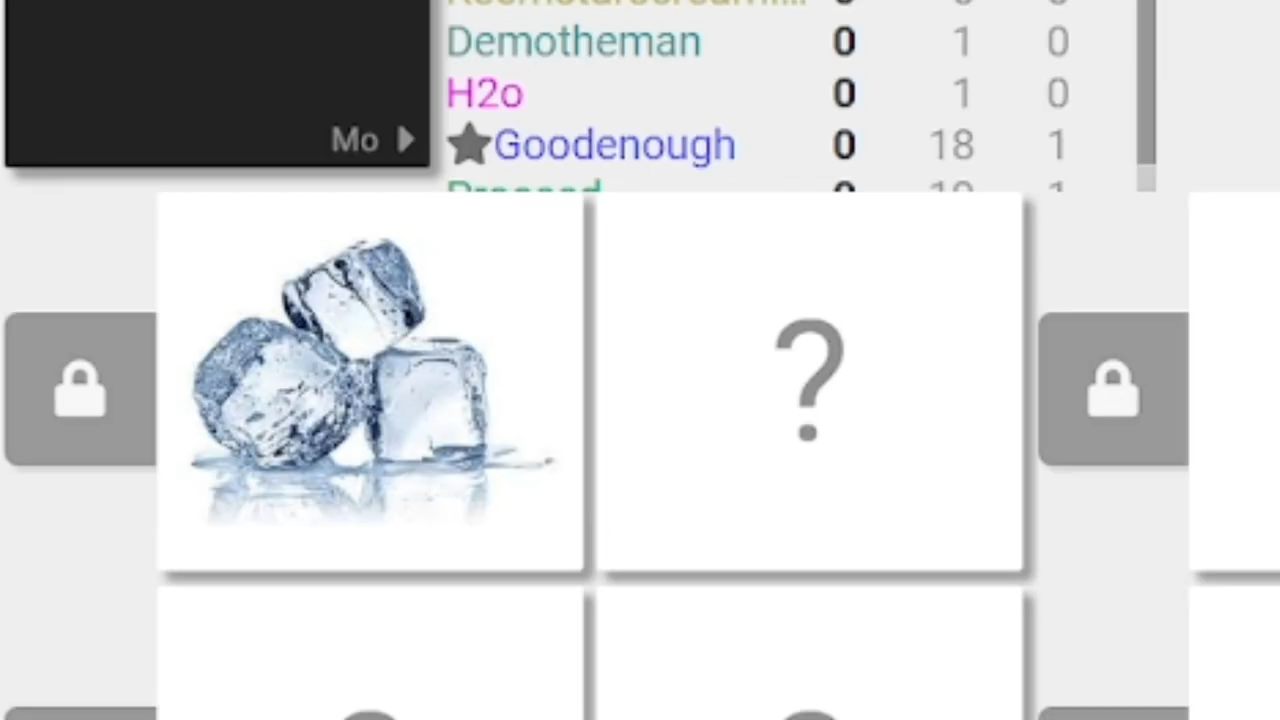 Demotheman 0 1 0
H2o 0 1 0
Goodenough 0 18 1
Mo
?